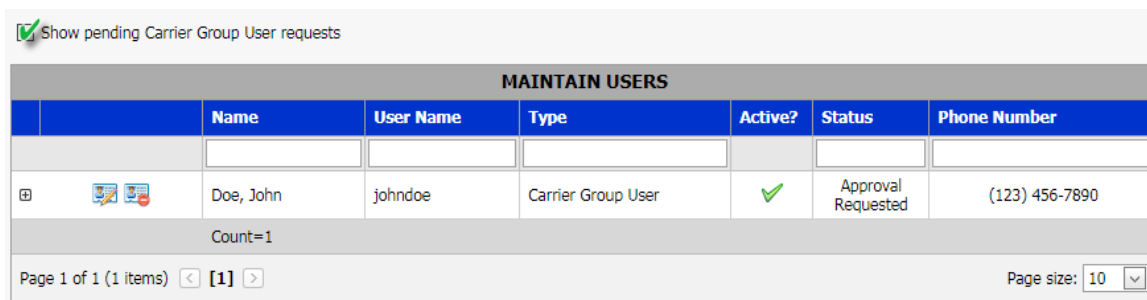 Show pending Carrier Group User requests
MAINTAIN USERS
Name User Name Type Active? Status Phone Number
Doe, John johndoe Carrier Group User Approval Requested (123) 456-7890
Count=1
Page 1 of 1 (1 items) < [1] > Page size: 10